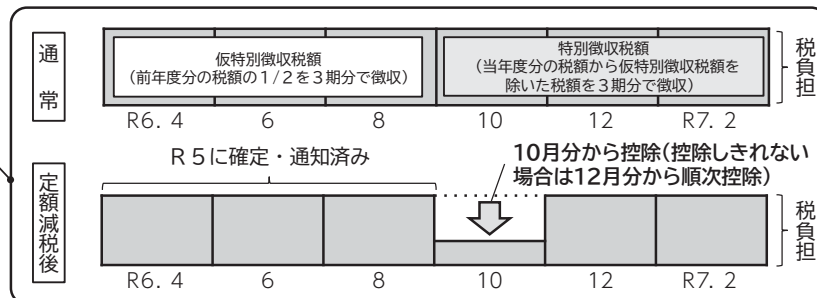 通常
仮特別徴収税額
(前年度分の税額の1/2を3期分で徴収)
特別徴収税額
(当年度分の税額から仮特別徴収税額を
除いた税額を3期分で徴収)
税負担
R6. 4 6 8 10 12 R7. 2
R5に確定・通知済み
10月分から控除(控除しきれない
場合は12月分から順次控除)
定額減税後
税負担
R6. 4 6 8 10 12 R7. 2